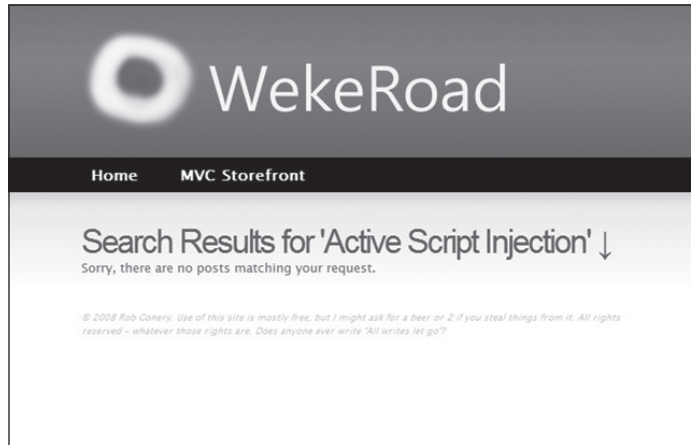 WekeRoad
Home MVC Storefront
Search Results for 'Active Script Injection' ↓
Sorry, there are no posts matching your request.
© 2008 Rob Conery. Use of this site is mostly free, but I might ask for a beer or 2 if you steal things from it. All rights
reserved - whatever those rights are. Does anyone ever write "All writes let go"?